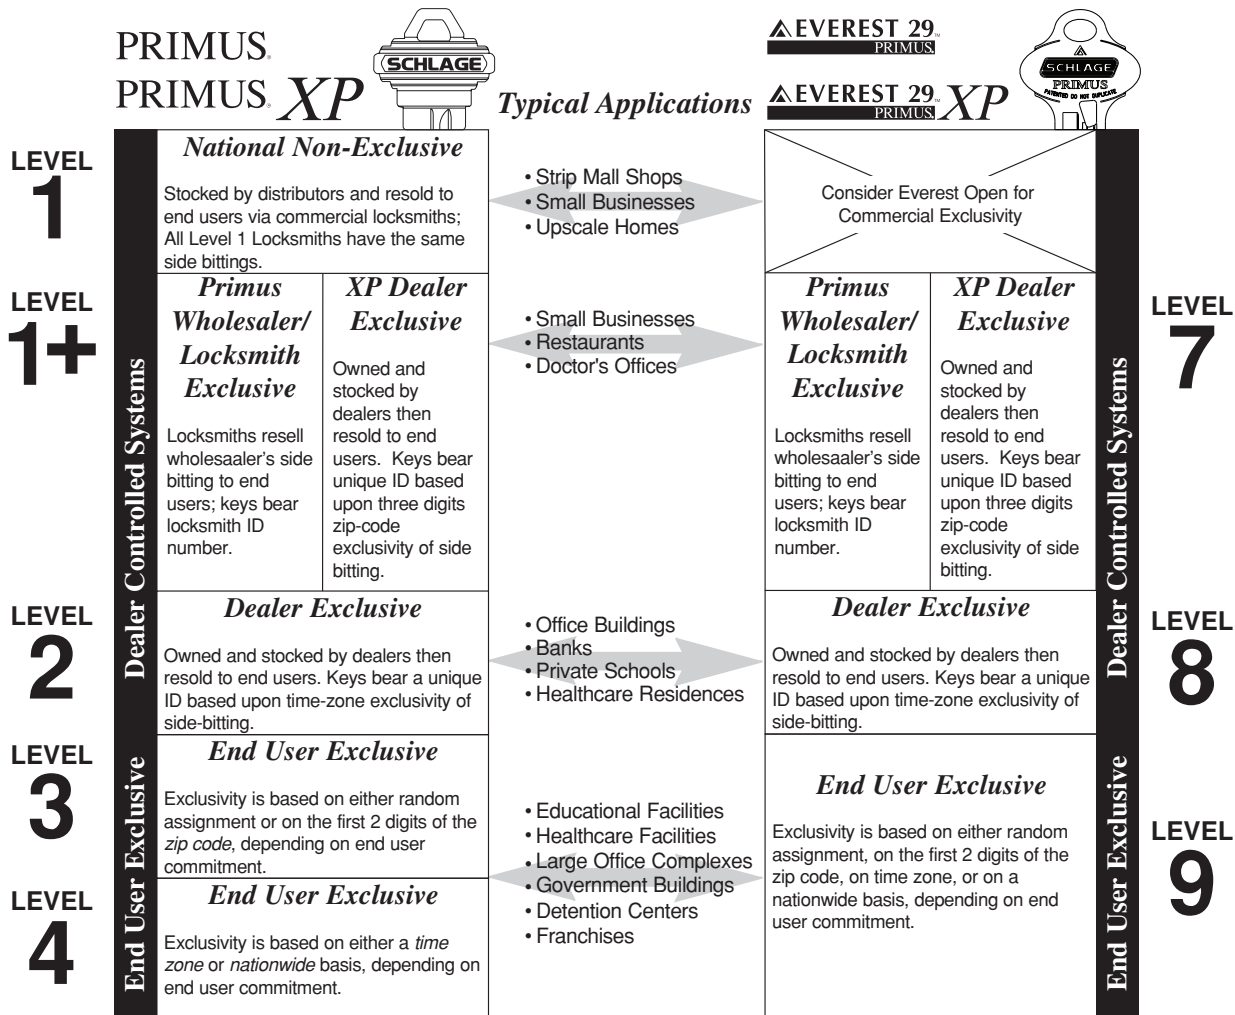 PRIMUS®
PRIMUS® XP
SCHLAGE
Typical Applications
EVEREST 29™
PRIMUS®
EVEREST 29™ XP
PRIMUS®
SCHLAGE
PRIMUS
PATENTED DO NOT DUPLICATE
LEVEL
1
LEVEL
1+
LEVEL
2
LEVEL
3
LEVEL
4
Dealer Controlled Systems
End User Exclusive
National Non-Exclusive
Stocked by distributors and resold to
end users via commercial locksmiths;
All Level 1 Locksmiths have the same
side bittings.
Primus
Wholesaler/
Locksmith
Exclusive
Locksmiths resell
wholesaaler's side
bitting to end
users; keys bear
locksmith ID
number.
XP Dealer
Exclusive
Owned and
stocked by
dealers then
resold to end
users. Keys bear
unique ID based
upon three digits
zip-code
exclusivity of side
bitting.
Dealer Exclusive
Owned and stocked by dealers then
resold to end users. Keys bear a unique
ID based upon time-zone exclusivity of
side-bitting.
End User Exclusive
Exclusivity is based on either random
assignment or on the first 2 digits of the
zip code, depending on end user
commitment.
End User Exclusive
Exclusivity is based on either a time
zone or nationwide basis, depending on
end user commitment.
• Strip Mall Shops
• Small Businesses
• Upscale Homes
• Small Businesses
• Restaurants
• Doctor's Offices
• Office Buildings
• Banks
• Private Schools
• Healthcare Residences
• Educational Facilities
• Healthcare Facilities
• Large Office Complexes
• Government Buildings
• Detention Centers
• Franchises
Consider Everest Open for
Commercial Exclusivity
Primus
Wholesaler/
Locksmith
Exclusive
Locksmiths resell
wholesaaler's side
bitting to end
users; keys bear
locksmith ID
number.
XP Dealer
Exclusive
Owned and
stocked by
dealers then
resold to end
users. Keys bear
unique ID based
upon three digits
zip-code
exclusivity of side
bitting.
Dealer Exclusive
Owned and stocked by dealers then
resold to end users. Keys bear a unique
ID based upon time-zone exclusivity of
side-bitting.
End User Exclusive
Exclusivity is based on either random
assignment, on the first 2 digits of the
zip code, on time zone, or on a
nationwide basis, depending on end
user commitment.
Dealer Controlled Systems
End User Exclusive
LEVEL
7
LEVEL
8
LEVEL
9